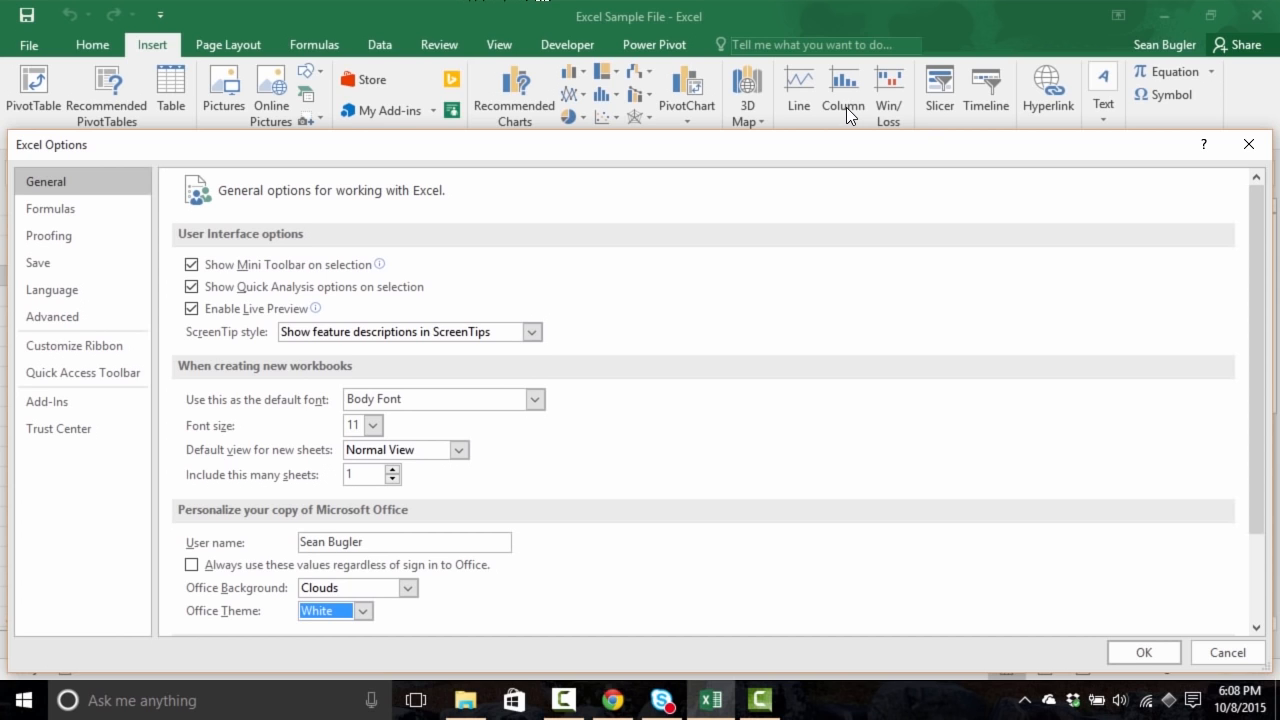 Excel Sample File - Excel
File Home Insert Page Layout Formulas Data Review View Developer Power Pivot Tell me what you want to do... Sean Bugler Share
PivotTable
Recommended
PivotTables
Table
Pictures
Online
Pictures
Store
My Add-ins
Recommended
Charts
PivotChart
3D
Map
Line
Column
Win/
Loss
Slicer
Timeline
Hyperlink
A
Text
π Equation
Ω Symbol
Excel Options
?
General
Formulas
Proofing
Save
Language
Advanced
Customize Ribbon
Quick Access Toolbar
Add-Ins
Trust Center
General options for working with Excel.
User Interface options
Show Mini Toolbar on selection
Show Quick Analysis options on selection
Enable Live Preview
ScreenTip style: Show feature descriptions in ScreenTips
When creating new workbooks
Use this as the default font: Body Font
Font size: 11
Default view for new sheets: Normal View
Include this many sheets: 1
Personalize your copy of Microsoft Office
User name: Sean Bugler
Always use these values regardless of sign in to Office.
Office Background: Clouds
Office Theme: White
OK Cancel
Ask me anything
6:08 PM
10/8/2015